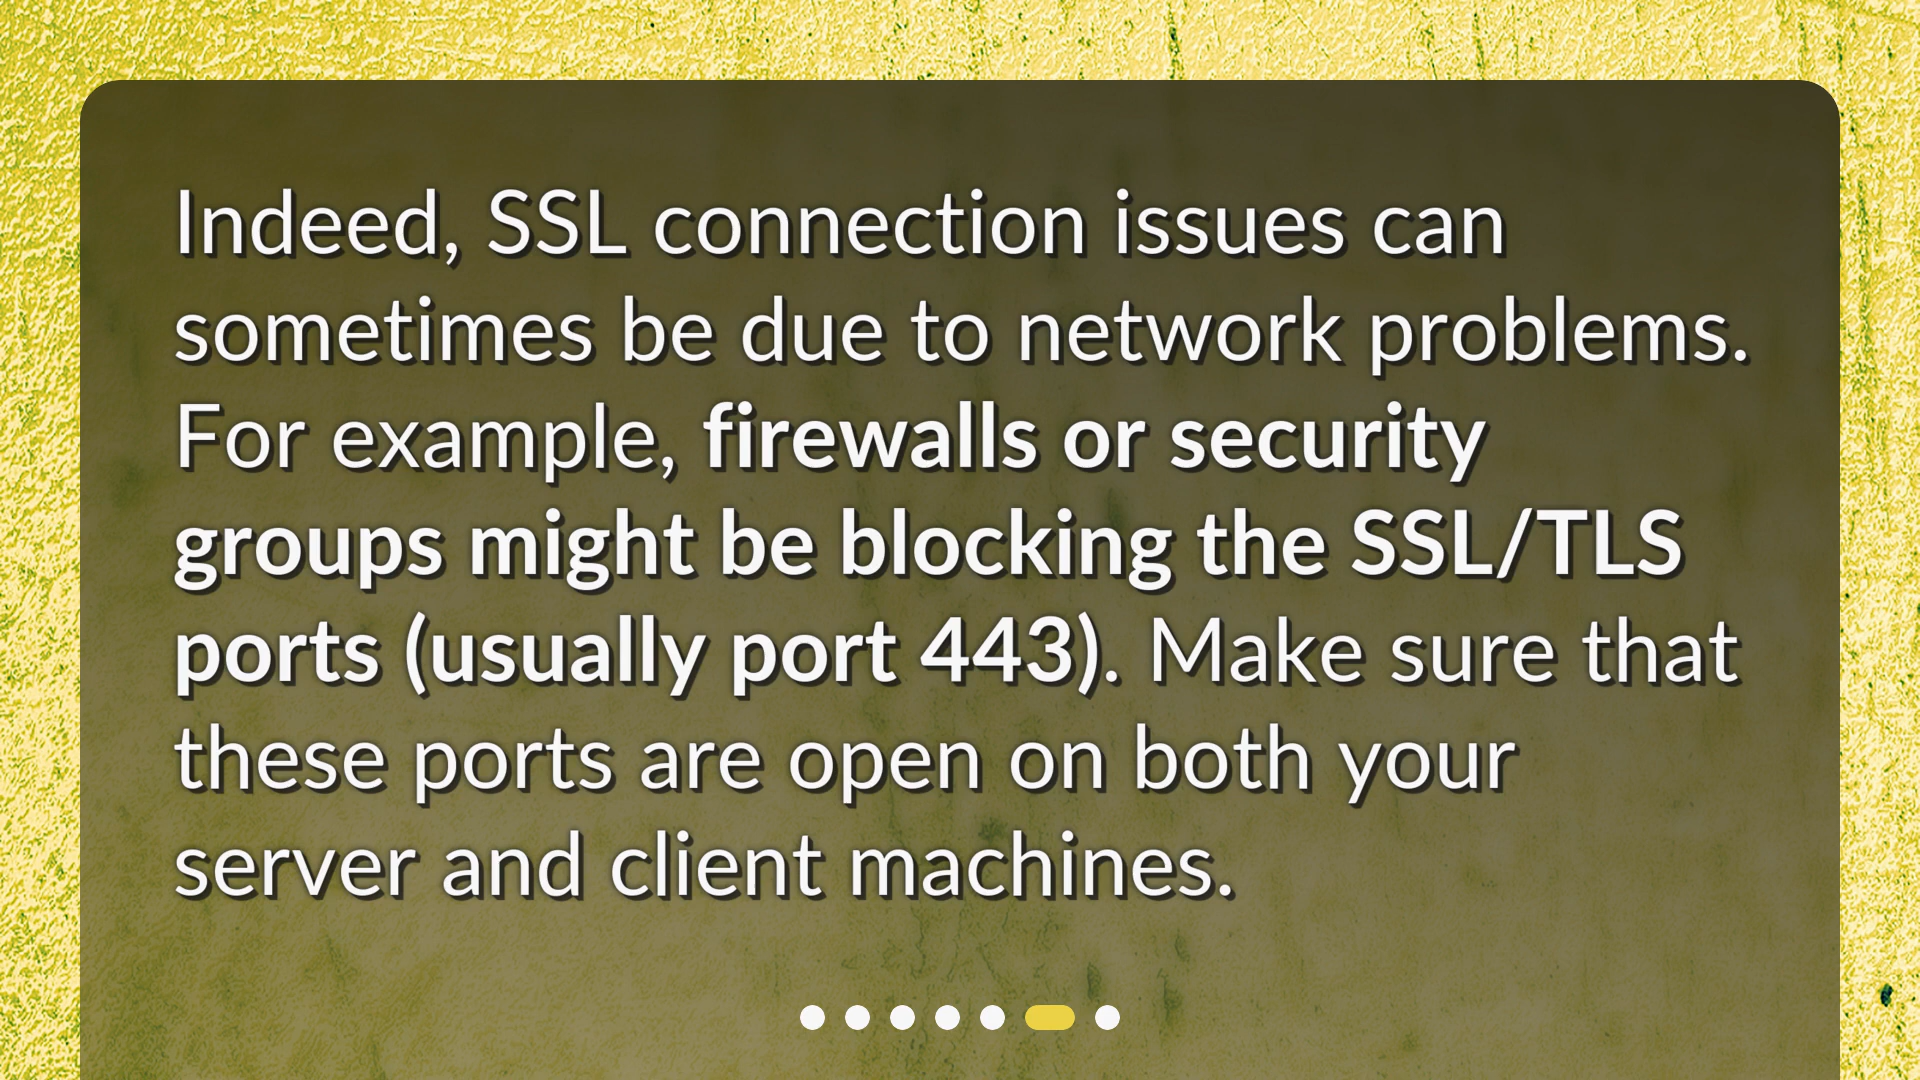 Indeed, SSL connection issues can
sometimes be due to network problems.
For example, firewalls or security
groups might be blocking the SSL/TLS
ports (usually port 443). Make sure that
these ports are open on both your
server and client machines.